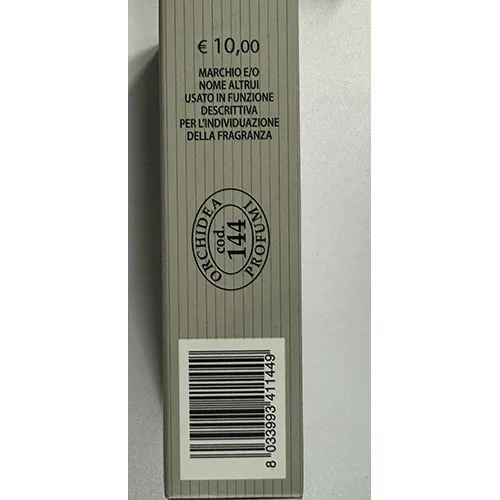 € 10,00
MARCHIO E/O
NOME ALTRUI
USATO IN FUNZIONE
DESCRITTIVA
PER L'INDIVIDUAZIONE
DELLA FRAGRANZA
ORCHIDEA
cod.
144
PROFUMI
8 033993 411449